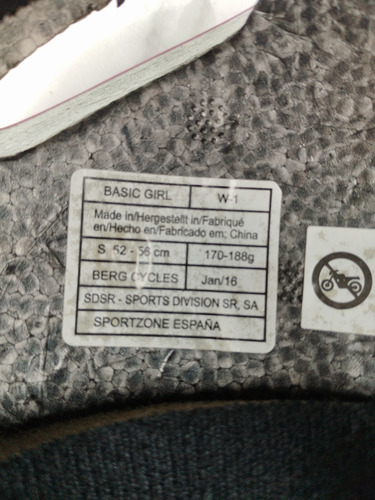 BASIC GIRL W-1
Made in/Hergestellt in/Fabriqué
en/Hecho en/Fabricado em; China
S 52 - 56 cm 170-188g
BERG CYCLES Jan/16
SDSR - SPORTS DIVISION SR, SA
SPORTZONE ESPAÑA